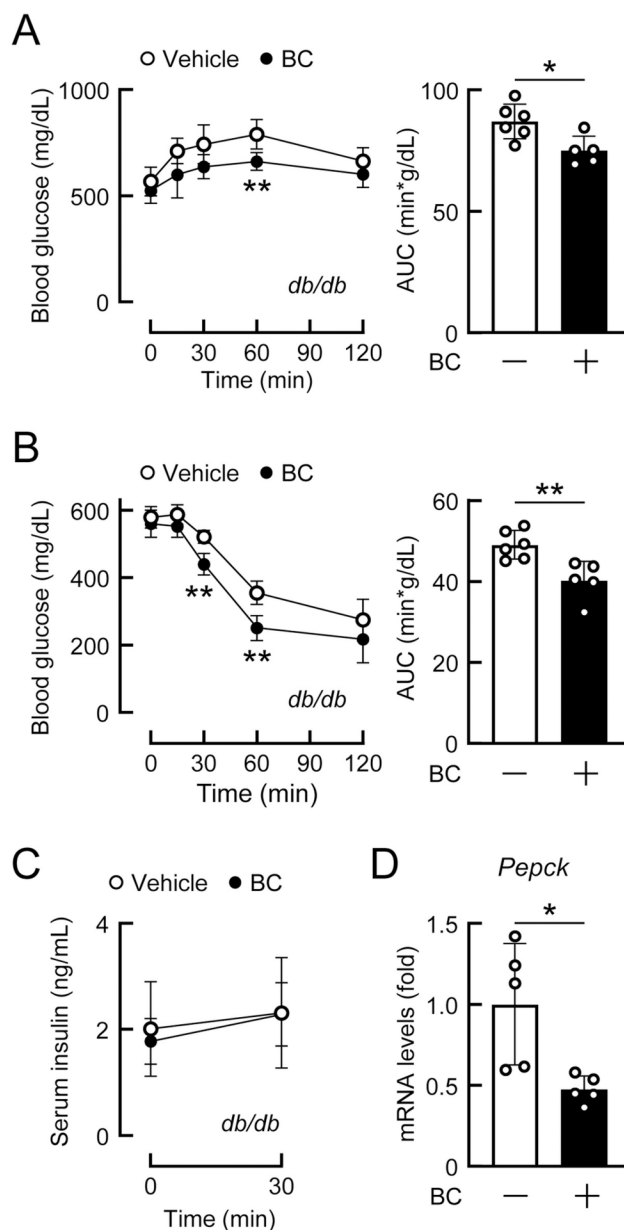 A
Vehicle BC
Blood glucose (mg/dL)
1000
500
0
**
db/db
0 30 60 90 120
Time (min)
AUC (min*g/dL)
100
50
0
*
BC − +
B
Vehicle BC
Blood glucose (mg/dL)
600
400
200
0
**
**
db/db
0 30 60 90 120
Time (min)
AUC (min*g/dL)
60
40
20
0
**
BC − +
C
Vehicle BC
Serum insulin (ng/mL)
4
2
0
db/db
0 30
Time (min)
D
Pepck
mRNA levels (fold)
1.5
1.0
0.5
0
*
BC − +